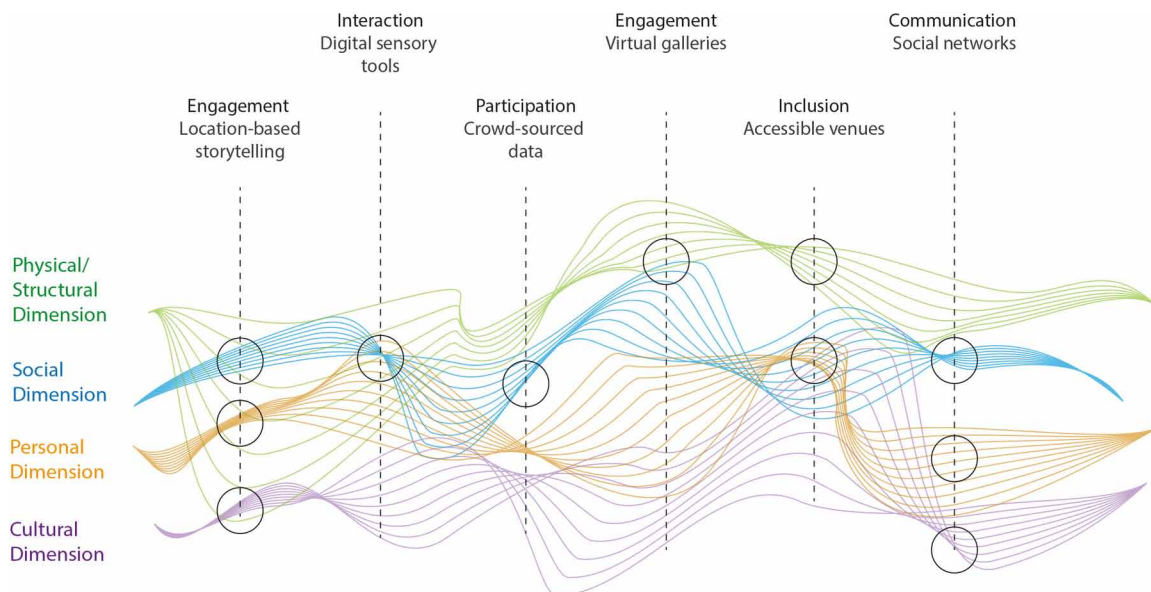 Interaction
Digital sensory
tools
Engagement
Virtual galleries
Communication
Social networks
Engagement
Location-based
storytelling
Participation
Crowd-sourced
data
Inclusion
Accessible venues
Physical/
Structural
Dimension
Social
Dimension
Personal
Dimension
Cultural
Dimension